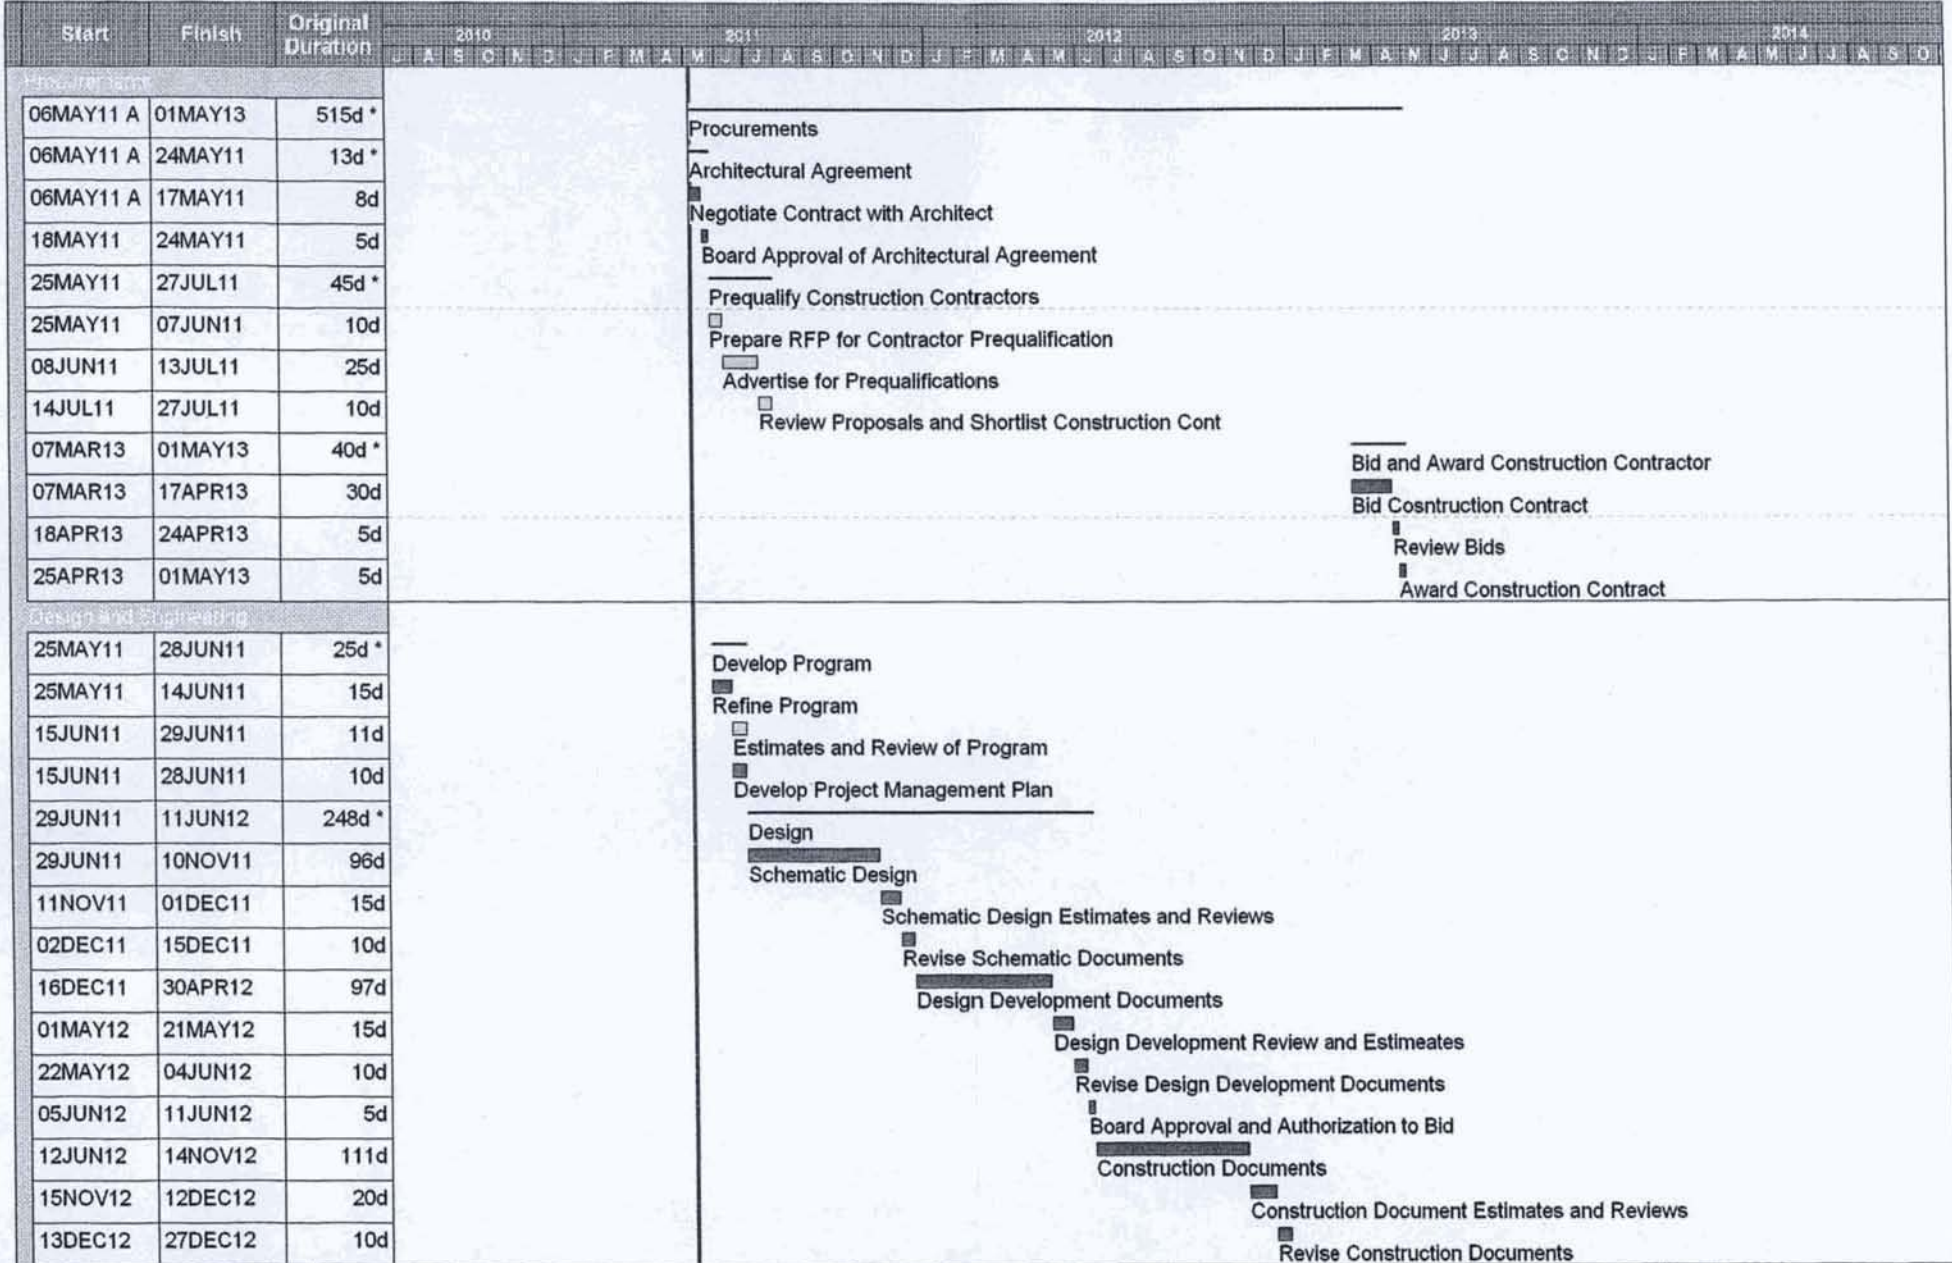 Start Finish Original Duration 2010 2011 2012 2013 2014
J A S O N D J F M A M J J A S O N D J F M A M J J A S O N D J F M A M J J A S O N D J F M A M J J A S O
Procurements
06MAY11 A 01MAY13 515d * Procurements
06MAY11 A 24MAY11 13d * Architectural Agreement
06MAY11 A 17MAY11 8d Negotiate Contract with Architect
18MAY11 24MAY11 5d Board Approval of Architectural Agreement
25MAY11 27JUL11 45d * Prequalify Construction Contractors
25MAY11 07JUN11 10d Prepare RFP for Contractor Prequalification
08JUN11 13JUL11 25d Advertise for Prequalifications
14JUL11 27JUL11 10d Review Proposals and Shortlist Construction Cont
07MAR13 01MAY13 40d * Bid and Award Construction Contractor
07MAR13 17APR13 30d Bid Cosntruction Contract
18APR13 24APR13 5d Review Bids
25APR13 01MAY13 5d Award Construction Contract
Design and Engineering
25MAY11 28JUN11 25d * Develop Program
25MAY11 14JUN11 15d Refine Program
15JUN11 29JUN11 11d Estimates and Review of Program
15JUN11 28JUN11 10d Develop Project Management Plan
29JUN11 11JUN12 248d * Design
29JUN11 10NOV11 96d Schematic Design
11NOV11 01DEC11 15d Schematic Design Estimates and Reviews
02DEC11 15DEC11 10d Revise Schematic Documents
16DEC11 30APR12 97d Design Development Documents
01MAY12 21MAY12 15d Design Development Review and Estimeates
22MAY12 04JUN12 10d Revise Design Development Documents
05JUN12 11JUN12 5d Board Approval and Authorization to Bid
12JUN12 14NOV12 111d Construction Documents
15NOV12 12DEC12 20d Construction Document Estimates and Reviews
13DEC12 27DEC12 10d Revise Construction Documents